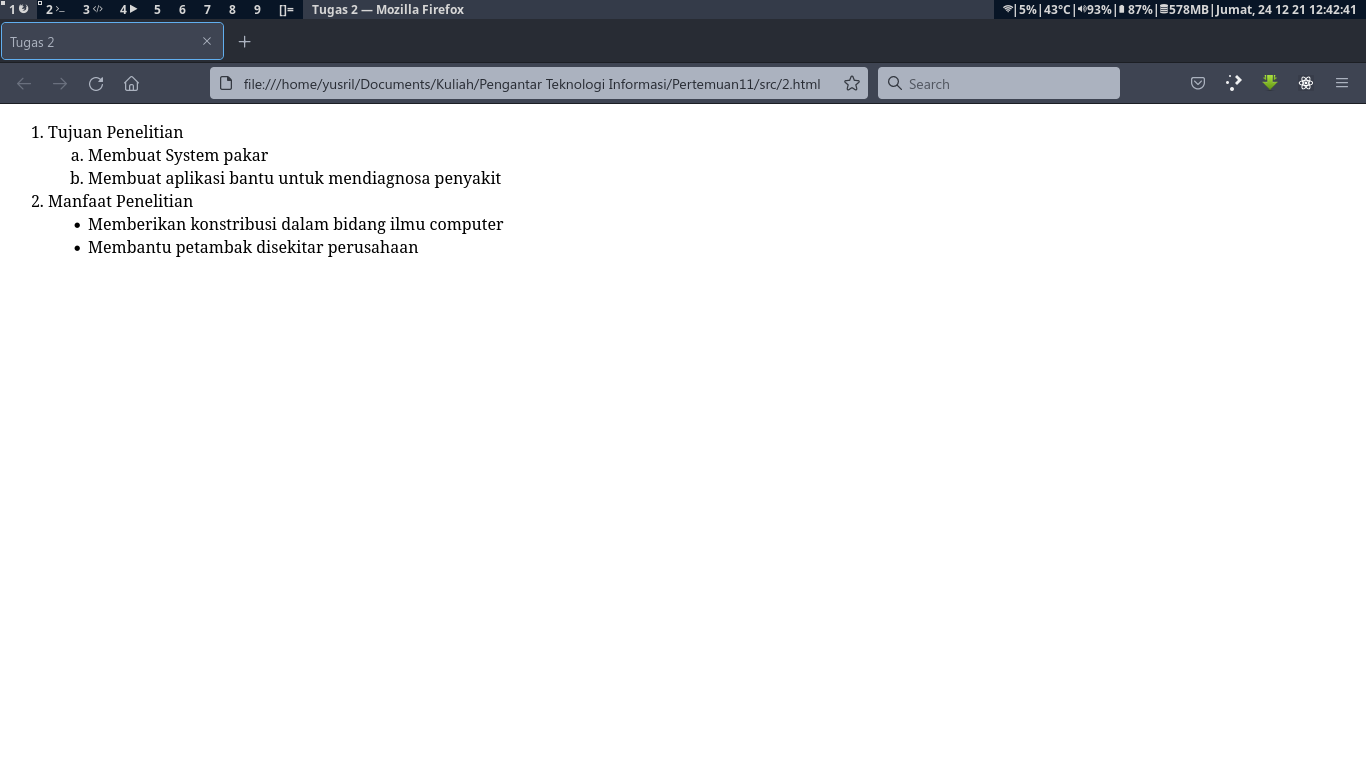 1 2 3 4 5 6 7 8 9 []= Tugas 2 — Mozilla Firefox 5%|43°C|93%|87%|578MB|Jumat, 24 12 21 12:42:41
Tugas 2
file:///home/yusril/Documents/Kuliah/Pengantar Teknologi Informasi/Pertemuan11/src/2.html Search
1. Tujuan Penelitian
a. Membuat System pakar
b. Membuat aplikasi bantu untuk mendiagnosa penyakit
2. Manfaat Penelitian
• Memberikan konstribusi dalam bidang ilmu computer
• Membantu petambak disekitar perusahaan